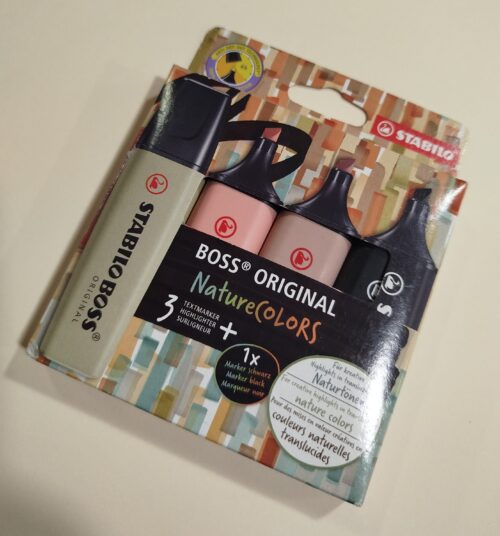 STABILO
STABILO BOSS
ORIGINAL
S
BOSS® ORIGINAL
NATURECOLORS
3 TEXTMARKER
HIGHLIGHTER
SURLIGNEUR
+
1x
Marker schwarz
Marker black
Marqueur noir
Für kreative
Highlights in
Naturtönen
For creative highlights in
nature colors
Pour des mises en valeur créatives en
couleurs naturelles
translucides